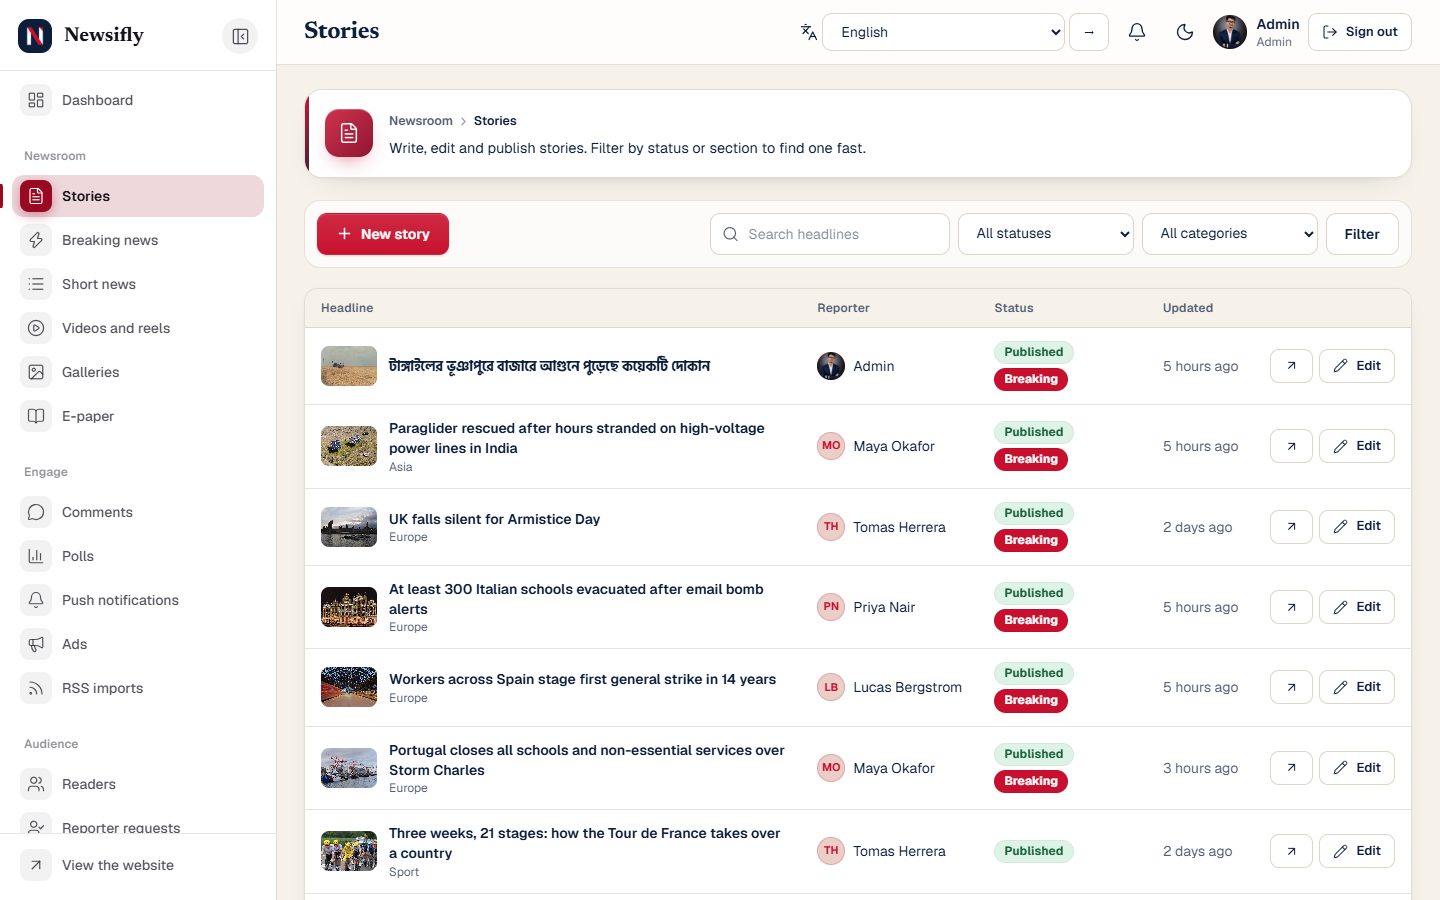 Newsifly
Stories
English
→
Admin
Admin
Sign out
Dashboard
Newsroom
Stories
Breaking news
Short news
Videos and reels
Galleries
E-paper
Engage
Comments
Polls
Push notifications
Ads
RSS imports
Audience
Readers
Reporter requests
View the website
Newsroom > Stories
Write, edit and publish stories. Filter by status or section to find one fast.
+ New story
Search headlines
All statuses
All categories
Filter
Headline
Reporter
Status
Updated
টাঙ্গাইলের ভূঞাপুরে বাজারে আগুনে পুড়েছে কয়েকটি দোকান
Admin
Published
Breaking
5 hours ago
Edit
Paraglider rescued after hours stranded on high-voltage
power lines in India
Asia
MO
Maya Okafor
Published
Breaking
5 hours ago
Edit
UK falls silent for Armistice Day
Europe
TH
Tomas Herrera
Published
Breaking
2 days ago
Edit
At least 300 Italian schools evacuated after email bomb
alerts
Europe
PN
Priya Nair
Published
Breaking
5 hours ago
Edit
Workers across Spain stage first general strike in 14 years
Europe
LB
Lucas Bergstrom
Published
Breaking
5 hours ago
Edit
Portugal closes all schools and non-essential services over
Storm Charles
Europe
MO
Maya Okafor
Published
Breaking
3 hours ago
Edit
Three weeks, 21 stages: how the Tour de France takes over
a country
Sport
TH
Tomas Herrera
Published
2 days ago
Edit